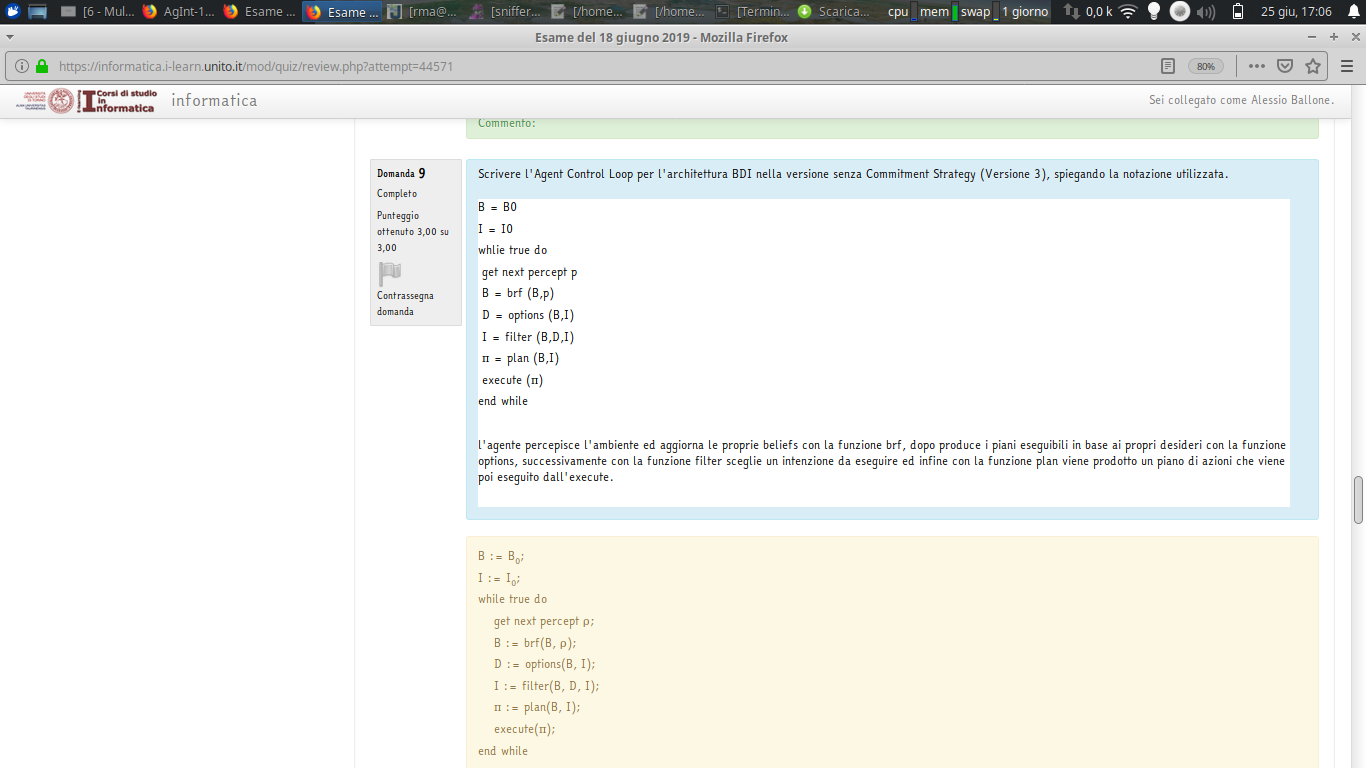 [6 - Mul... AgInt-1... Esame ... Esame ... [rma@... [sniffer... [/home... [/home... [Termin... Scarica... cpu mem swap 1 giorno 0,0 k 25 giu, 17:06
Esame del 18 giugno 2019 - Mozilla Firefox
https://informatica.i-learn.unito.it/mod/quiz/review.php?attempt=44571 80%
Corsi di studio in Informatica informatica Sei collegato come Alessio Ballone.
Commento:
Domanda 9
Completo
Punteggio
ottenuto 3,00 su
3,00
Contrassegna
domanda
Scrivere l'Agent Control Loop per l'architettura BDI nella versione senza Commitment Strategy (Versione 3), spiegando la notazione utilizzata.
B = B0
I = I0
whlie true do
get next percept p
B = brf (B,p)
D = options (B,I)
I = filter (B,D,I)
π = plan (B,I)
execute (π)
end while
l'agente percepisce l'ambiente ed aggiorna le proprie beliefs con la funzione brf, dopo produce i piani eseguibili in base ai propri desideri con la funzione
options, successivamente con la funzione filter sceglie un intenzione da eseguire ed infine con la funzione plan viene prodotto un piano di azioni che viene
poi eseguito dall'execute.
B := B₀;
I := I₀;
while true do
get next percept ρ;
B := brf(B, ρ);
D := options(B, I);
I := filter(B, D, I);
π := plan(B, I);
execute(π);
end while